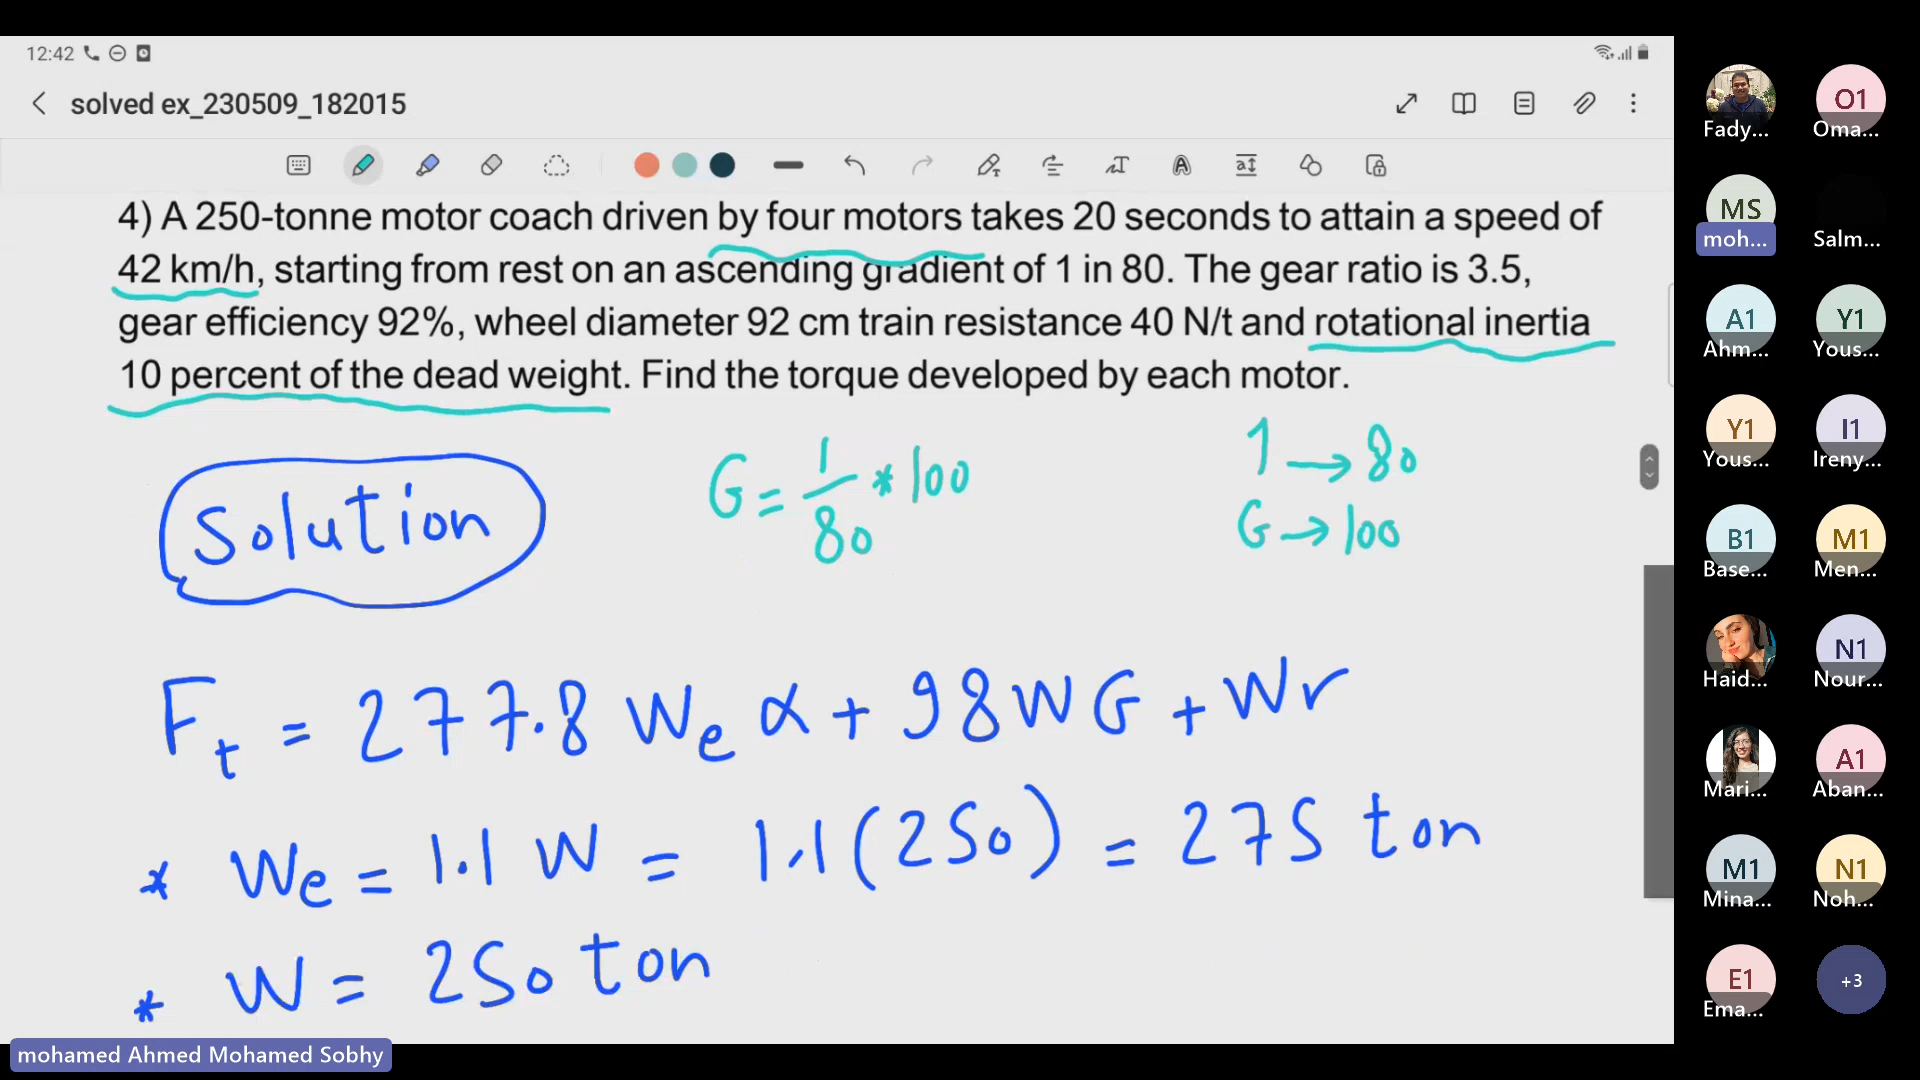 12:42
solved ex_230509_182015
4) A 250-tonne motor coach driven by four motors takes 20 seconds to attain a speed of
42 km/h, starting from rest on an ascending gradient of 1 in 80. The gear ratio is 3.5,
gear efficiency 92%, wheel diameter 92 cm train resistance 40 N/t and rotational inertia
10 percent of the dead weight. Find the torque developed by each motor.
G = 1/80 * 100
1 → 80
G → 100
Solution
Ft = 277.8 We α + 98 W G + Wr
* We = 1.1 W = 1.1 (250) = 275 ton
* W = 250 ton
mohamed Ahmed Mohamed Sobhy
Fady...
O1
Oma...
MS
moh...
Salm...
A1
Ahm...
Y1
Yous...
Y1
Yous...
I1
Ireny...
B1
Base...
M1
Men...
Haid...
N1
Nour...
Mari...
A1
Aban...
M1
Mina...
N1
Noh...
E1
Ema...
+3